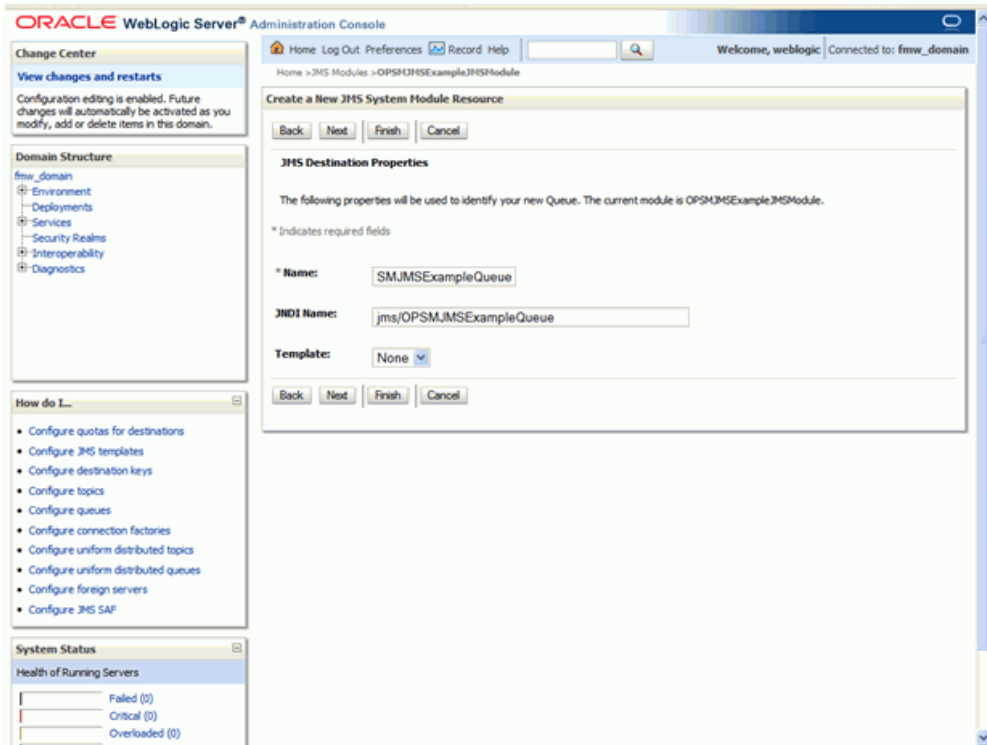 ORACLE WebLogic Server® Administration Console
Change Center
View changes and restarts
Configuration editing is enabled. Future
changes will automatically be activated as you
modify, add or delete items in this domain.
Domain Structure
fmw_domain
Environment
Deployments
Services
Security Realms
Interoperability
Diagnostics
How do I...
Configure quotas for destinations
Configure JMS templates
Configure destination keys
Configure topics
Configure queues
Configure connection factories
Configure uniform distributed topics
Configure uniform distributed queues
Configure foreign servers
Configure JMS SAF
System Status
Health of Running Servers
Failed (0)
Critical (0)
Overloaded (0)
Home Log Out Preferences Record Help
Welcome, weblogic Connected to: fmw_domain
Home >JMS Modules >OPSMJMSExampleJMSModule
Create a New JMS System Module Resource
Back Next Finish Cancel
JMS Destination Properties
The following properties will be used to identify your new Queue. The current module is OPSMJMSExampleJMSModule.
* Indicates required fields
* Name: SMJMSExampleQueue
JNDI Name: jms/OPSMJMSExampleQueue
Template: None
Back Next Finish Cancel